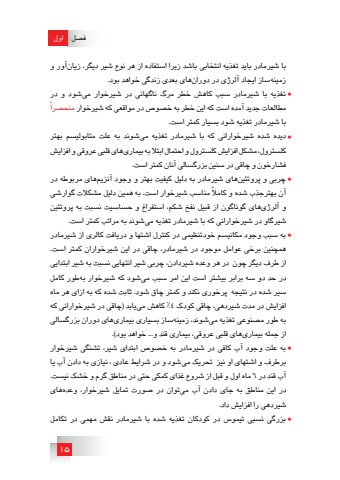 فصل اول
با شیرمادر باید تغذیه انتخابی باشد زیرا استفاده از هر نوع شیر دیگر، زیان‌آور و
زمینه‌ساز ایجاد آلرژی در دوران‌های بعدی زندگی خواهد بود.
• تغذیه با شیرمادر سبب کاهش خطر مرگ ناگهانی در شیرخوار می‌شود و در
مطالعات جدید آمده است که این خطر به خصوص در مواقعی که شیرخوار منحصراً
با شیرمادر تغذیه شود بسیار کمتر است.
• دیده شده شیرخوارانی که با شیرمادر تغذیه می‌شوند به علت متابولیسم بهتر
کلسترول، مشکل افزایش کلسترول و احتمال ابتلا به بیماری‌های قلبی عروقی و افزایش
فشارخون و چاقی در سنین بزرگسالی آنان کمتر است.
• چربی و پروتئین‌های شیرمادر به دلیل کیفیت بهتر و وجود آنزیم‌های مربوطه در
آن بهترجذب شده و کاملاً مناسب شیرخوار است. به همین دلیل مشکلات گوارشی
و آلرژی‌های گوناگون از قبیل نفخ شکم، استفراغ و حساسیت نسبت به پروتئین
شیرگاو در شیرخوارانی که با شیرمادر تغذیه می‌شوند به مراتب کمتر است.
• به سبب وجود مکانیسم خودتنظیمی در کنترل اشتها و دریافت کالری از شیرمادر
همچنین برخی عوامل موجود در شیرمادر، چاقی در این شیرخواران کمتر است.
از طرف دیگر چون در هر وعده شیردادن، چربی شیر انتهایی نسبت به شیر ابتدایی
در حد دو سه برابر بیشتر است این امر سبب می‌شود که شیرخوار به‌طور کامل
سیر شده در نتیجه پرخوری نکند و کمتر چاق شود. ثابت شده که به ازای هر ماه
افزایش در مدت شیردهی، چاقی کودک ۴٪ کاهش می‌یابد (چاقی در شیرخوارانی که
به طور مصنوعی تغذیه می‌شوند، زمینه‌ساز بسیاری بیماری‌های دوران بزرگسالی
از جمله بیماری‌های قلبی عروقی، بیماری قند و... خواهد بود).
• به علت وجود آب کافی در شیرمادر به خصوص ابتدای شیر، تشنگی شیرخوار
برطرف و اشتهای او نیز تحریک می‌شود و در شرایط عادی ، نیازی به دادن آب یا
آب قند در ۶ ماه اول و قبل از شروع غذای کمکی حتی در مناطق گرم و خشک نیست.
در این مناطق به جای دادن آب می‌توان در صورت تمایل شیرخوار، وعده‌های
شیردهی را افزایش داد.
• بزرگی نسبی تیموس در کودکان تغذیه شده با شیرمادر نقش مهمی در تکامل
۱۵